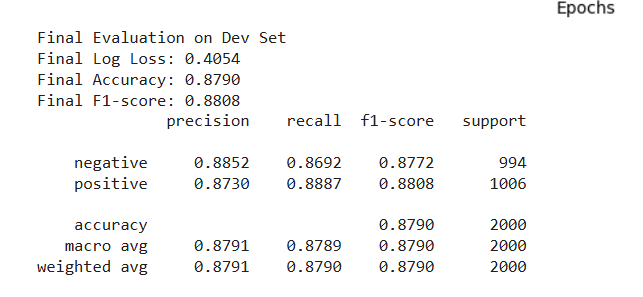 Epochs
Final Evaluation on Dev Set
Final Log Loss: 0.4054
Final Accuracy: 0.8790
Final F1-score: 0.8808
precision recall f1-score support
negative 0.8852 0.8692 0.8772 994
positive 0.8730 0.8887 0.8808 1006
accuracy 0.8790 2000
macro avg 0.8791 0.8789 0.8790 2000
weighted avg 0.8791 0.8790 0.8790 2000